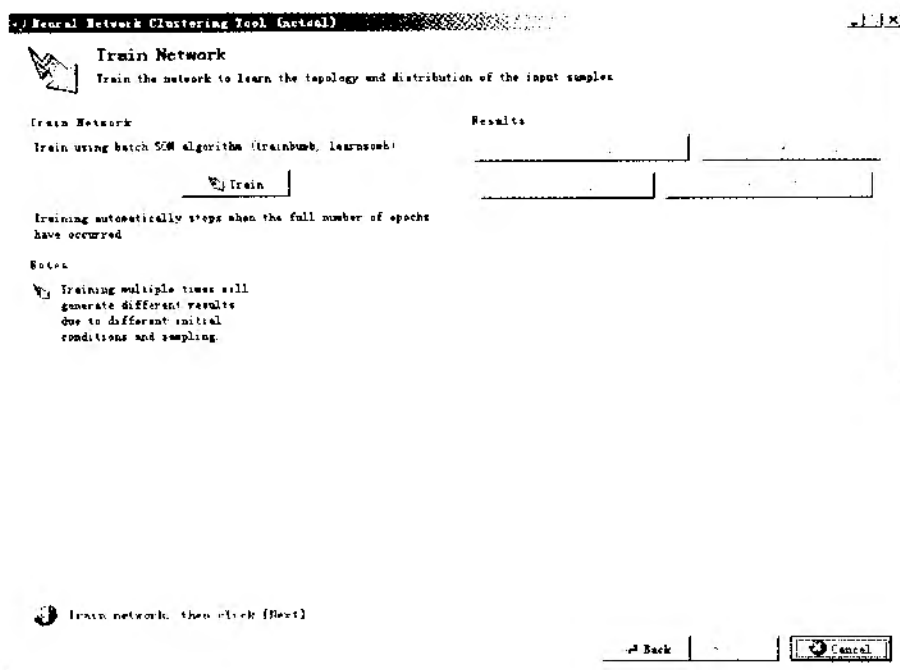 Neural Network Clustering Tool (nctool)
Train Network
Train the network to learn the topology and distribution of the input samples
Train Network
Train using batch SOM algorithm (trainbuwb, learnsomb)
Train
Training automatically stops when the full number of epochs
have occurred
Notes
Training multiple times will
generate different results
due to different initial
conditions and sampling.
Results
Train network, then click [Next]
Back
Cancel